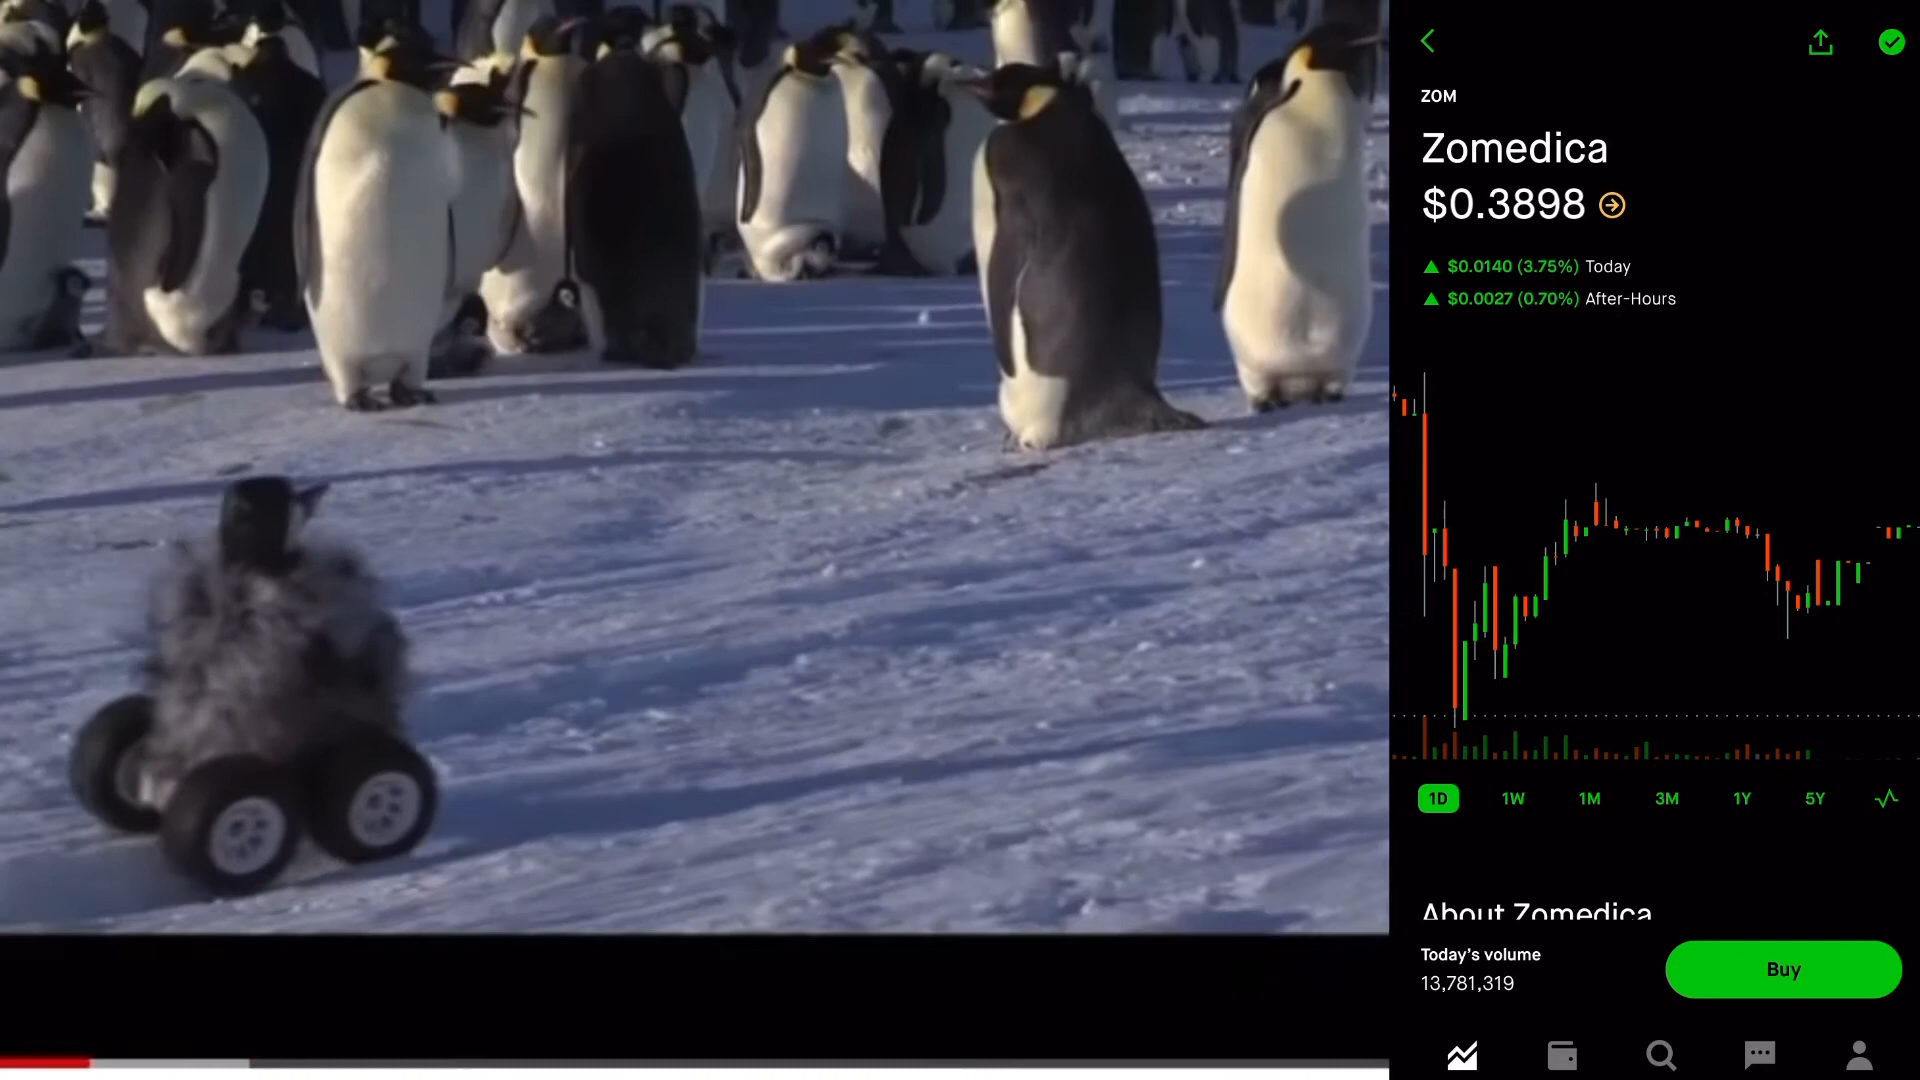 ZOM
Zomedica
$0.3898
$0.0140 (3.75%) Today
$0.0027 (0.70%) After-Hours
1D 1W 1M 3M 1Y 5Y
About Zomedica
Today's volume
13,781,319
Buy